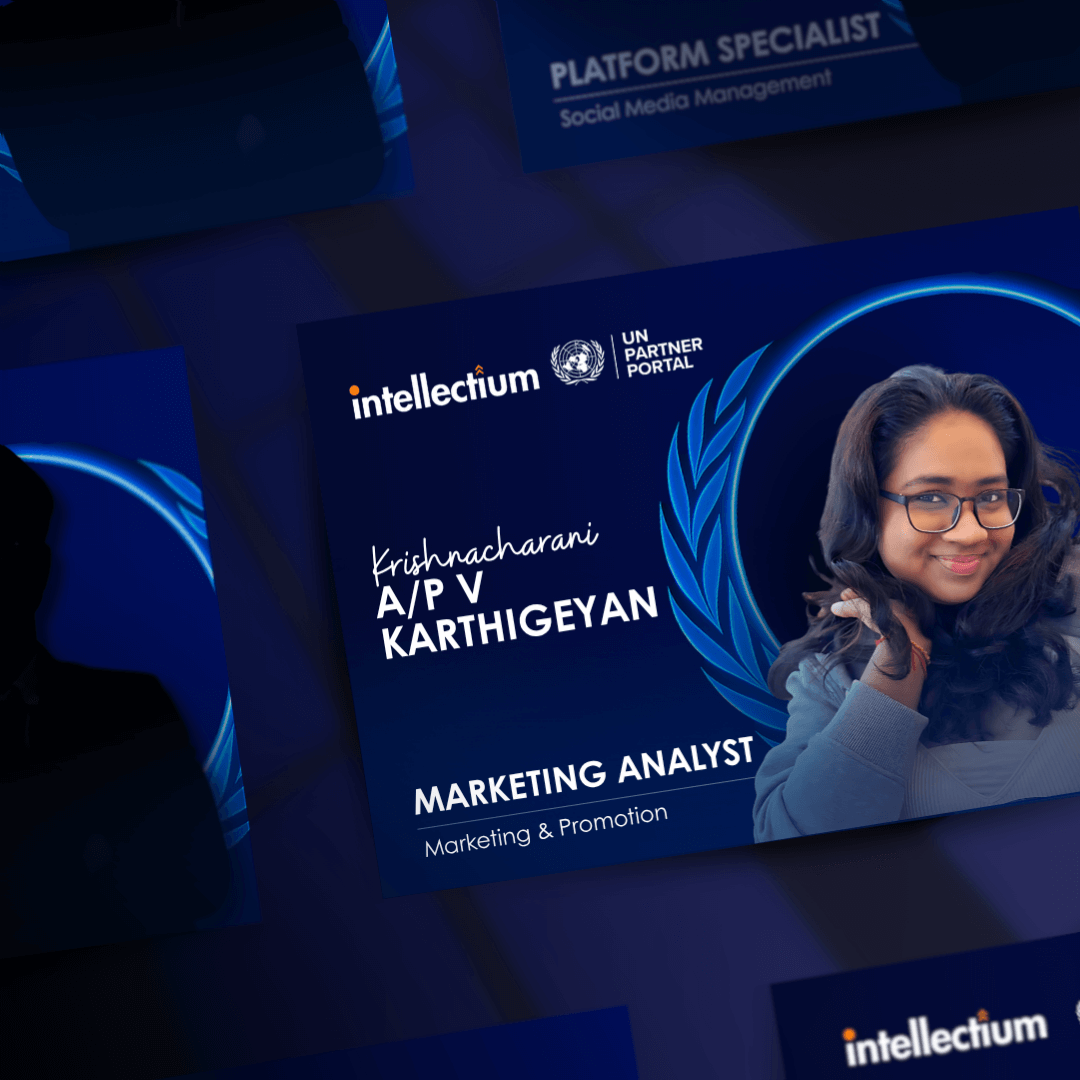 PLATFORM SPECIALIST
Social Media Management
intellectium
UN
PARTNER
PORTAL
Krishnacharani
A/P V
KARTHIGEYAN
MARKETING ANALYST
Marketing & Promotion
intellectium